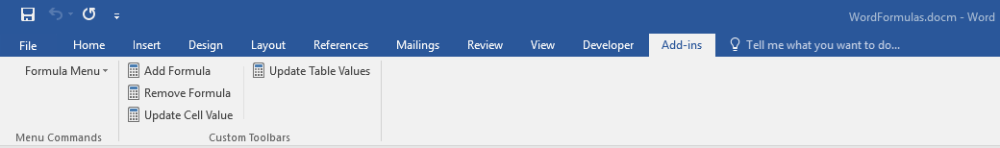 WordFormulas.docm - Word
File Home Insert Design Layout References Mailings Review View Developer Add-ins Tell me what you want to do...
Formula Menu Add Formula Update Table Values
Remove Formula
Update Cell Value
Menu Commands Custom Toolbars